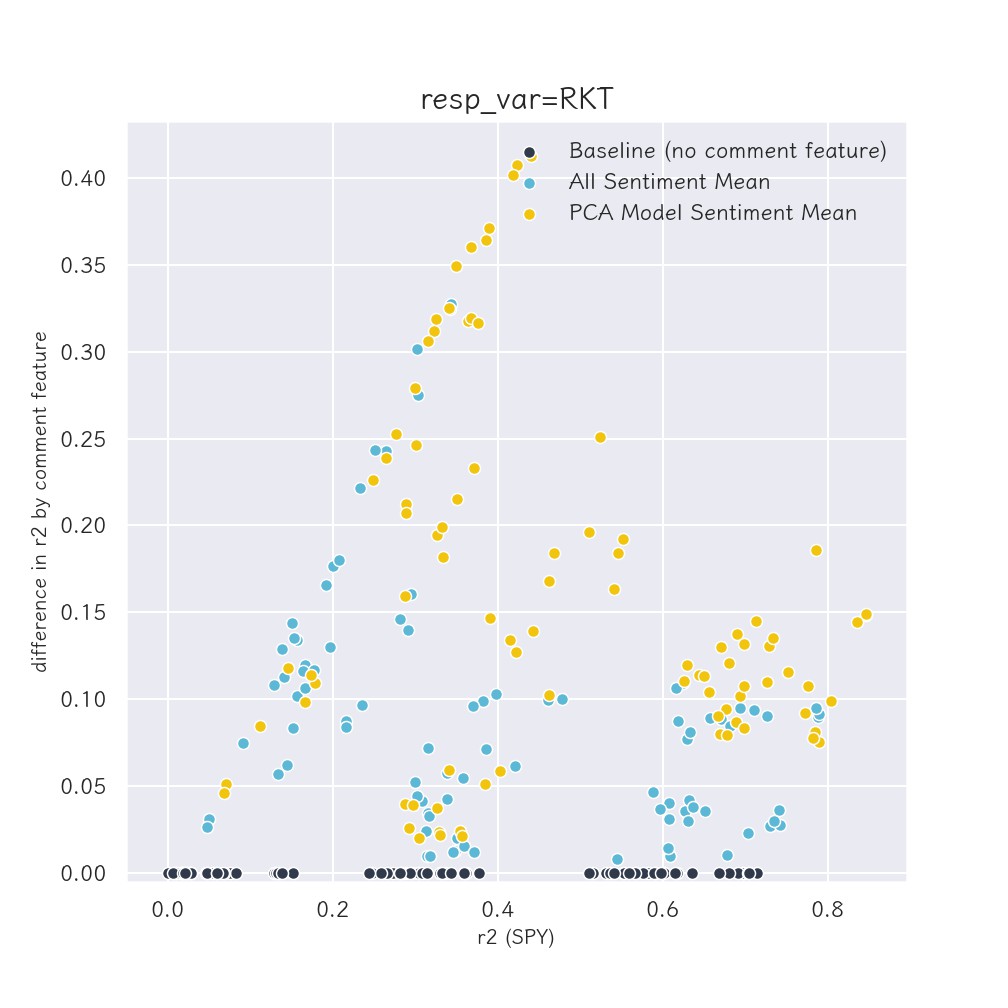 resp_var=RKT
Baseline (no comment feature)
All Sentiment Mean
PCA Model Sentiment Mean
difference in r2 by comment feature
0.40
0.35
0.30
0.25
0.20
0.15
0.10
0.05
0.00
0.0 0.2 0.4 0.6 0.8
r2 (SPY)